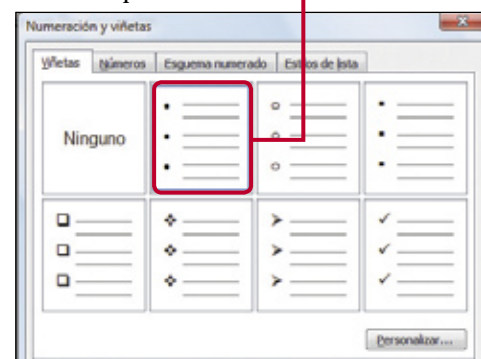 Numeración y viñetas
Viñetas Números Esquema numerado Estilos de lista
Ninguno
Personalizar...